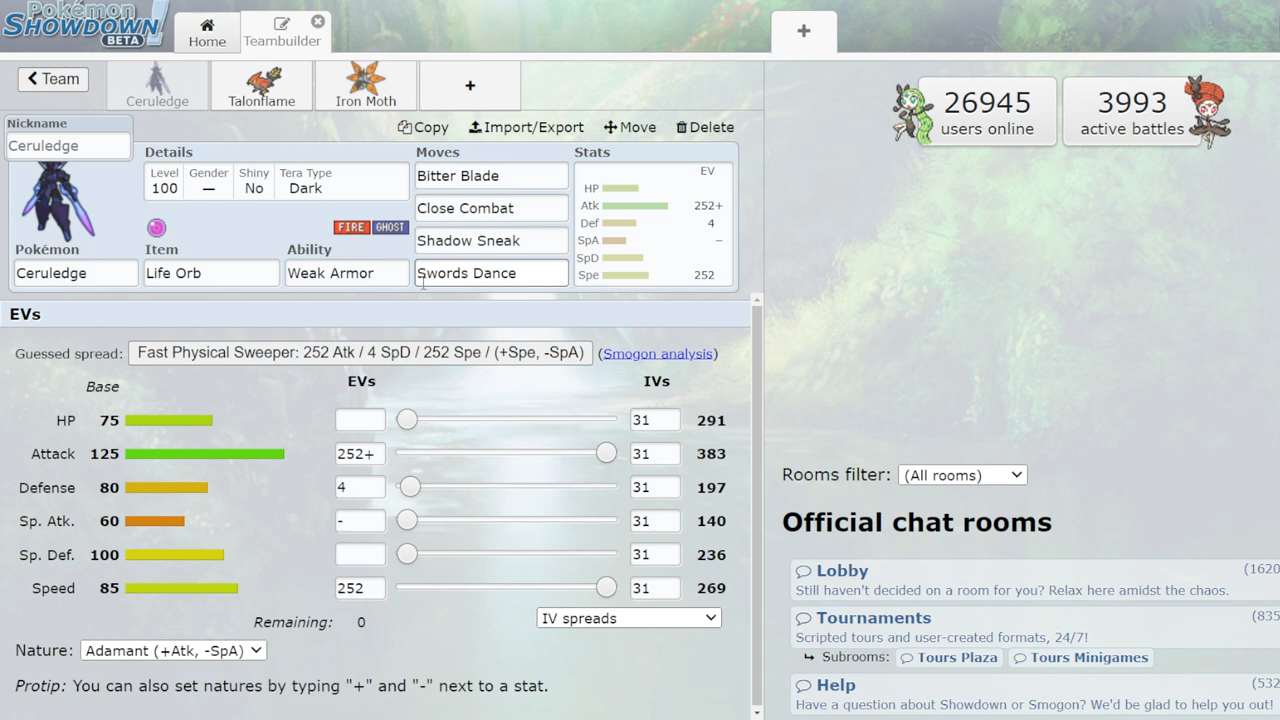 Pokémon
SHOWDOWN!
BETA
Home
Teambuilder
+
< Team
Ceruledge
Talonflame
Iron Moth
+
Nickname
Ceruledge
Copy
Import/Export
Move
Delete
Details
Level
100
Gender
—
Shiny
No
Tera Type
Dark
FIRE GHOST
Pokémon
Ceruledge
Item
Life Orb
Ability
Weak Armor
Moves
Bitter Blade
Close Combat
Shadow Sneak
Swords Dance
Stats
EV
HP
Atk 252+
Def 4
SpA –
SpD
Spe 252
26945
users online
3993
active battles
EVs
Guessed spread: Fast Physical Sweeper: 252 Atk / 4 SpD / 252 Spe / (+Spe, -SpA) (Smogon analysis)
Base EVs IVs
HP 75 31 291
Attack 125 252+ 31 383
Defense 80 4 31 197
Sp. Atk. 60 - 31 140
Sp. Def. 100 31 236
Speed 85 252 31 269
Remaining: 0
IV spreads
Nature: Adamant (+Atk, -SpA)
Protip: You can also set natures by typing "+" and "-" next to a stat.
Rooms filter: (All rooms)
Official chat rooms
Lobby (1620
Still haven't decided on a room for you? Relax here amidst the chaos.
Tournaments (835
Scripted tours and user-created formats, 24/7!
Subrooms: Tours Plaza Tours Minigames
Help (532
Have a question about Showdown or Smogon? We'd be glad to help you out!